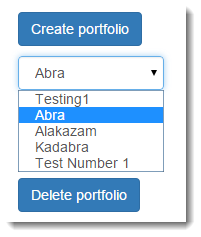 Create portfolio
Abra
Testing1
Abra
Alakazam
Kadabra
Test Number 1
Delete portfolio